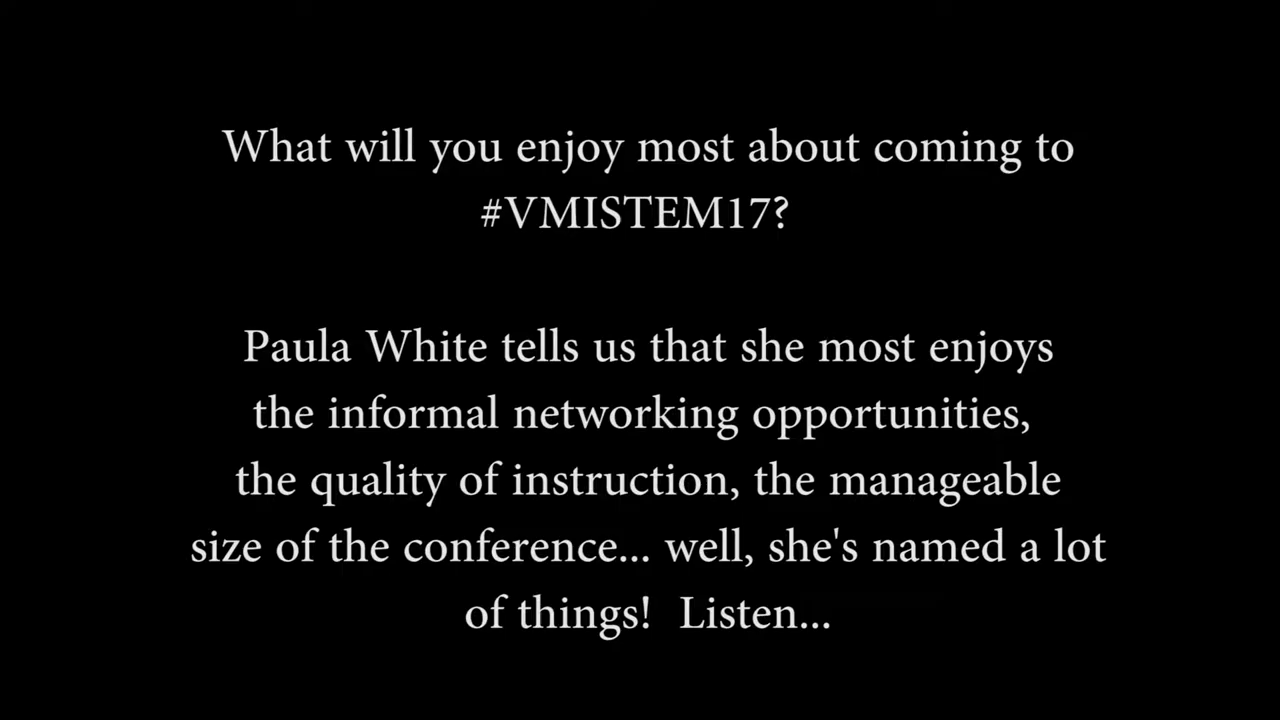 What will you enjoy most about coming to
#VMISTEM17?
Paula White tells us that she most enjoys
the informal networking opportunities,
the quality of instruction, the manageable
size of the conference... well, she's named a lot
of things!  Listen...